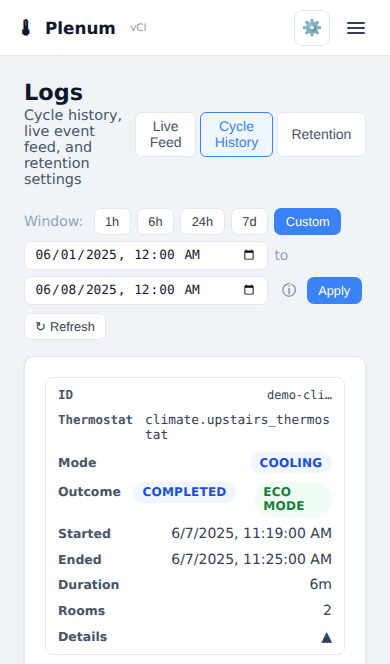 Plenum vCI
Logs
Cycle history,
live event
feed, and
retention
settings
Live
Feed
Cycle
History
Retention
Window: 1h 6h 24h 7d Custom
06/01/2025, 12:00 AM to
06/08/2025, 12:00 AM ⓘ Apply
↻ Refresh
ID demo-cli…
Thermostat climate.upstairs_thermos
tat
Mode COOLING
Outcome COMPLETED ECO
MODE
Started 6/7/2025, 11:19:00 AM
Ended 6/7/2025, 11:25:00 AM
Duration 6m
Rooms 2
Details ▲